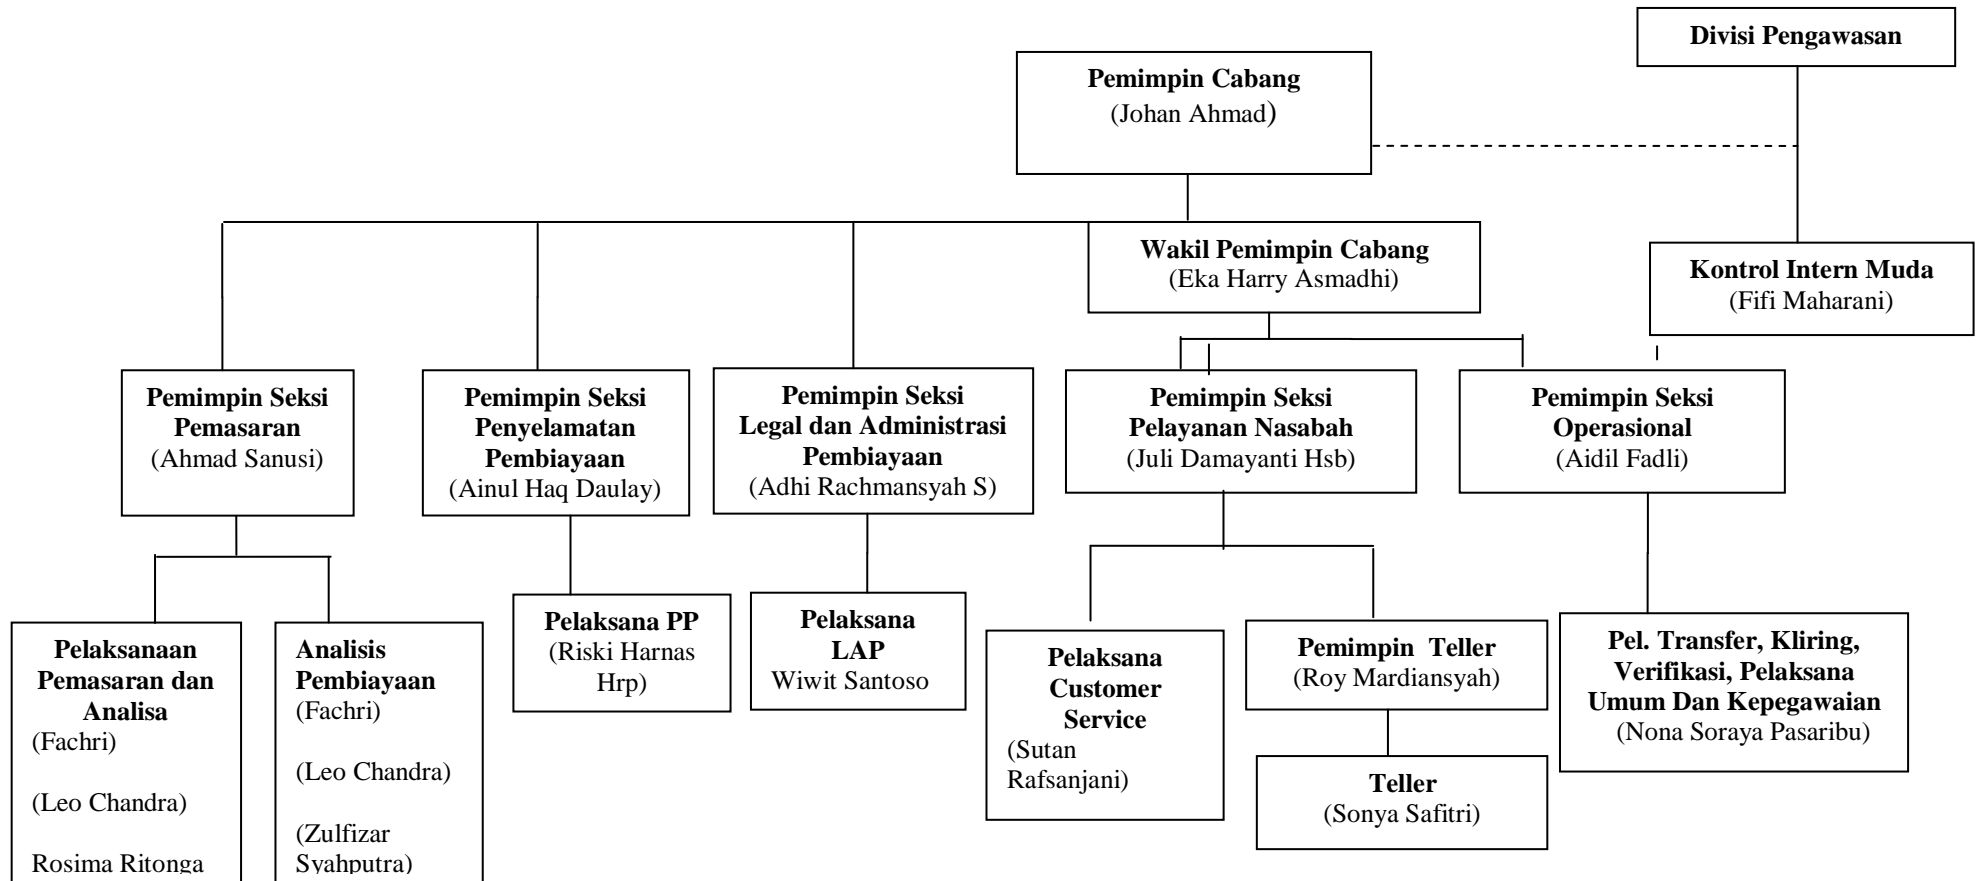 Divisi Pengawasan
Pemimpin Cabang
(Johan Ahmad)
Wakil Pemimpin Cabang
(Eka Harry Asmadhi)
Kontrol Intern Muda
(Fifi Maharani)
Pemimpin Seksi
Pemasaran
(Ahmad Sanusi)
Pemimpin Seksi
Penyelamatan
Pembiayaan
(Ainul Haq Daulay)
Pemimpin Seksi
Legal dan Administrasi
Pembiayaan
(Adhi Rachmansyah S)
Pemimpin Seksi
Pelayanan Nasabah
(Juli Damayanti Hsb)
Pemimpin Seksi
Operasional
(Aidil Fadli)
Pelaksanaan
Pemasaran dan
Analisa
(Fachri)
(Leo Chandra)
Rosima Ritonga
Analisis
Pembiayaan
(Fachri)
(Leo Chandra)
(Zulfizar
Syahputra)
Pelaksana PP
(Riski Harnas
Hrp)
Pelaksana
LAP
Wiwit Santoso
Pelaksana
Customer
Service
(Sutan
Rafsanjani)
Pemimpin  Teller
(Roy Mardiansyah)
Teller
(Sonya Safitri)
Pel. Transfer, Kliring,
Verifikasi, Pelaksana
Umum Dan Kepegawaian
(Nona Soraya Pasaribu)